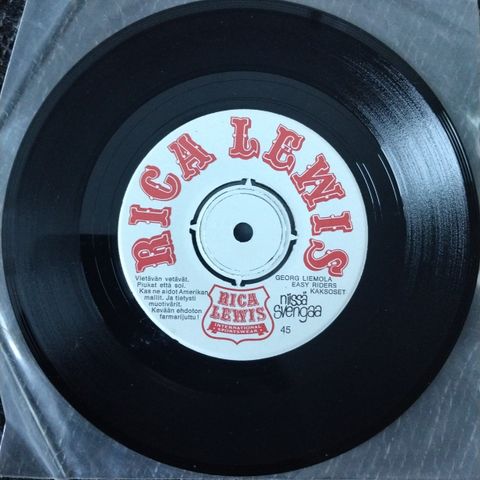 RICA LEWIS
Vietävän vetävät.
Piukat että soi.
Kas ne aidot Amerikan
mallit. Ja tietysti
muotivärit.
Kevään ehdoton
farmarijuttu!
RICA
LEWIS
INTERNATIONAL
SPORTSWEAR
GEORG LIEMOLA
EASY RIDERS
KAKSOSET
niissä
svengaa
45